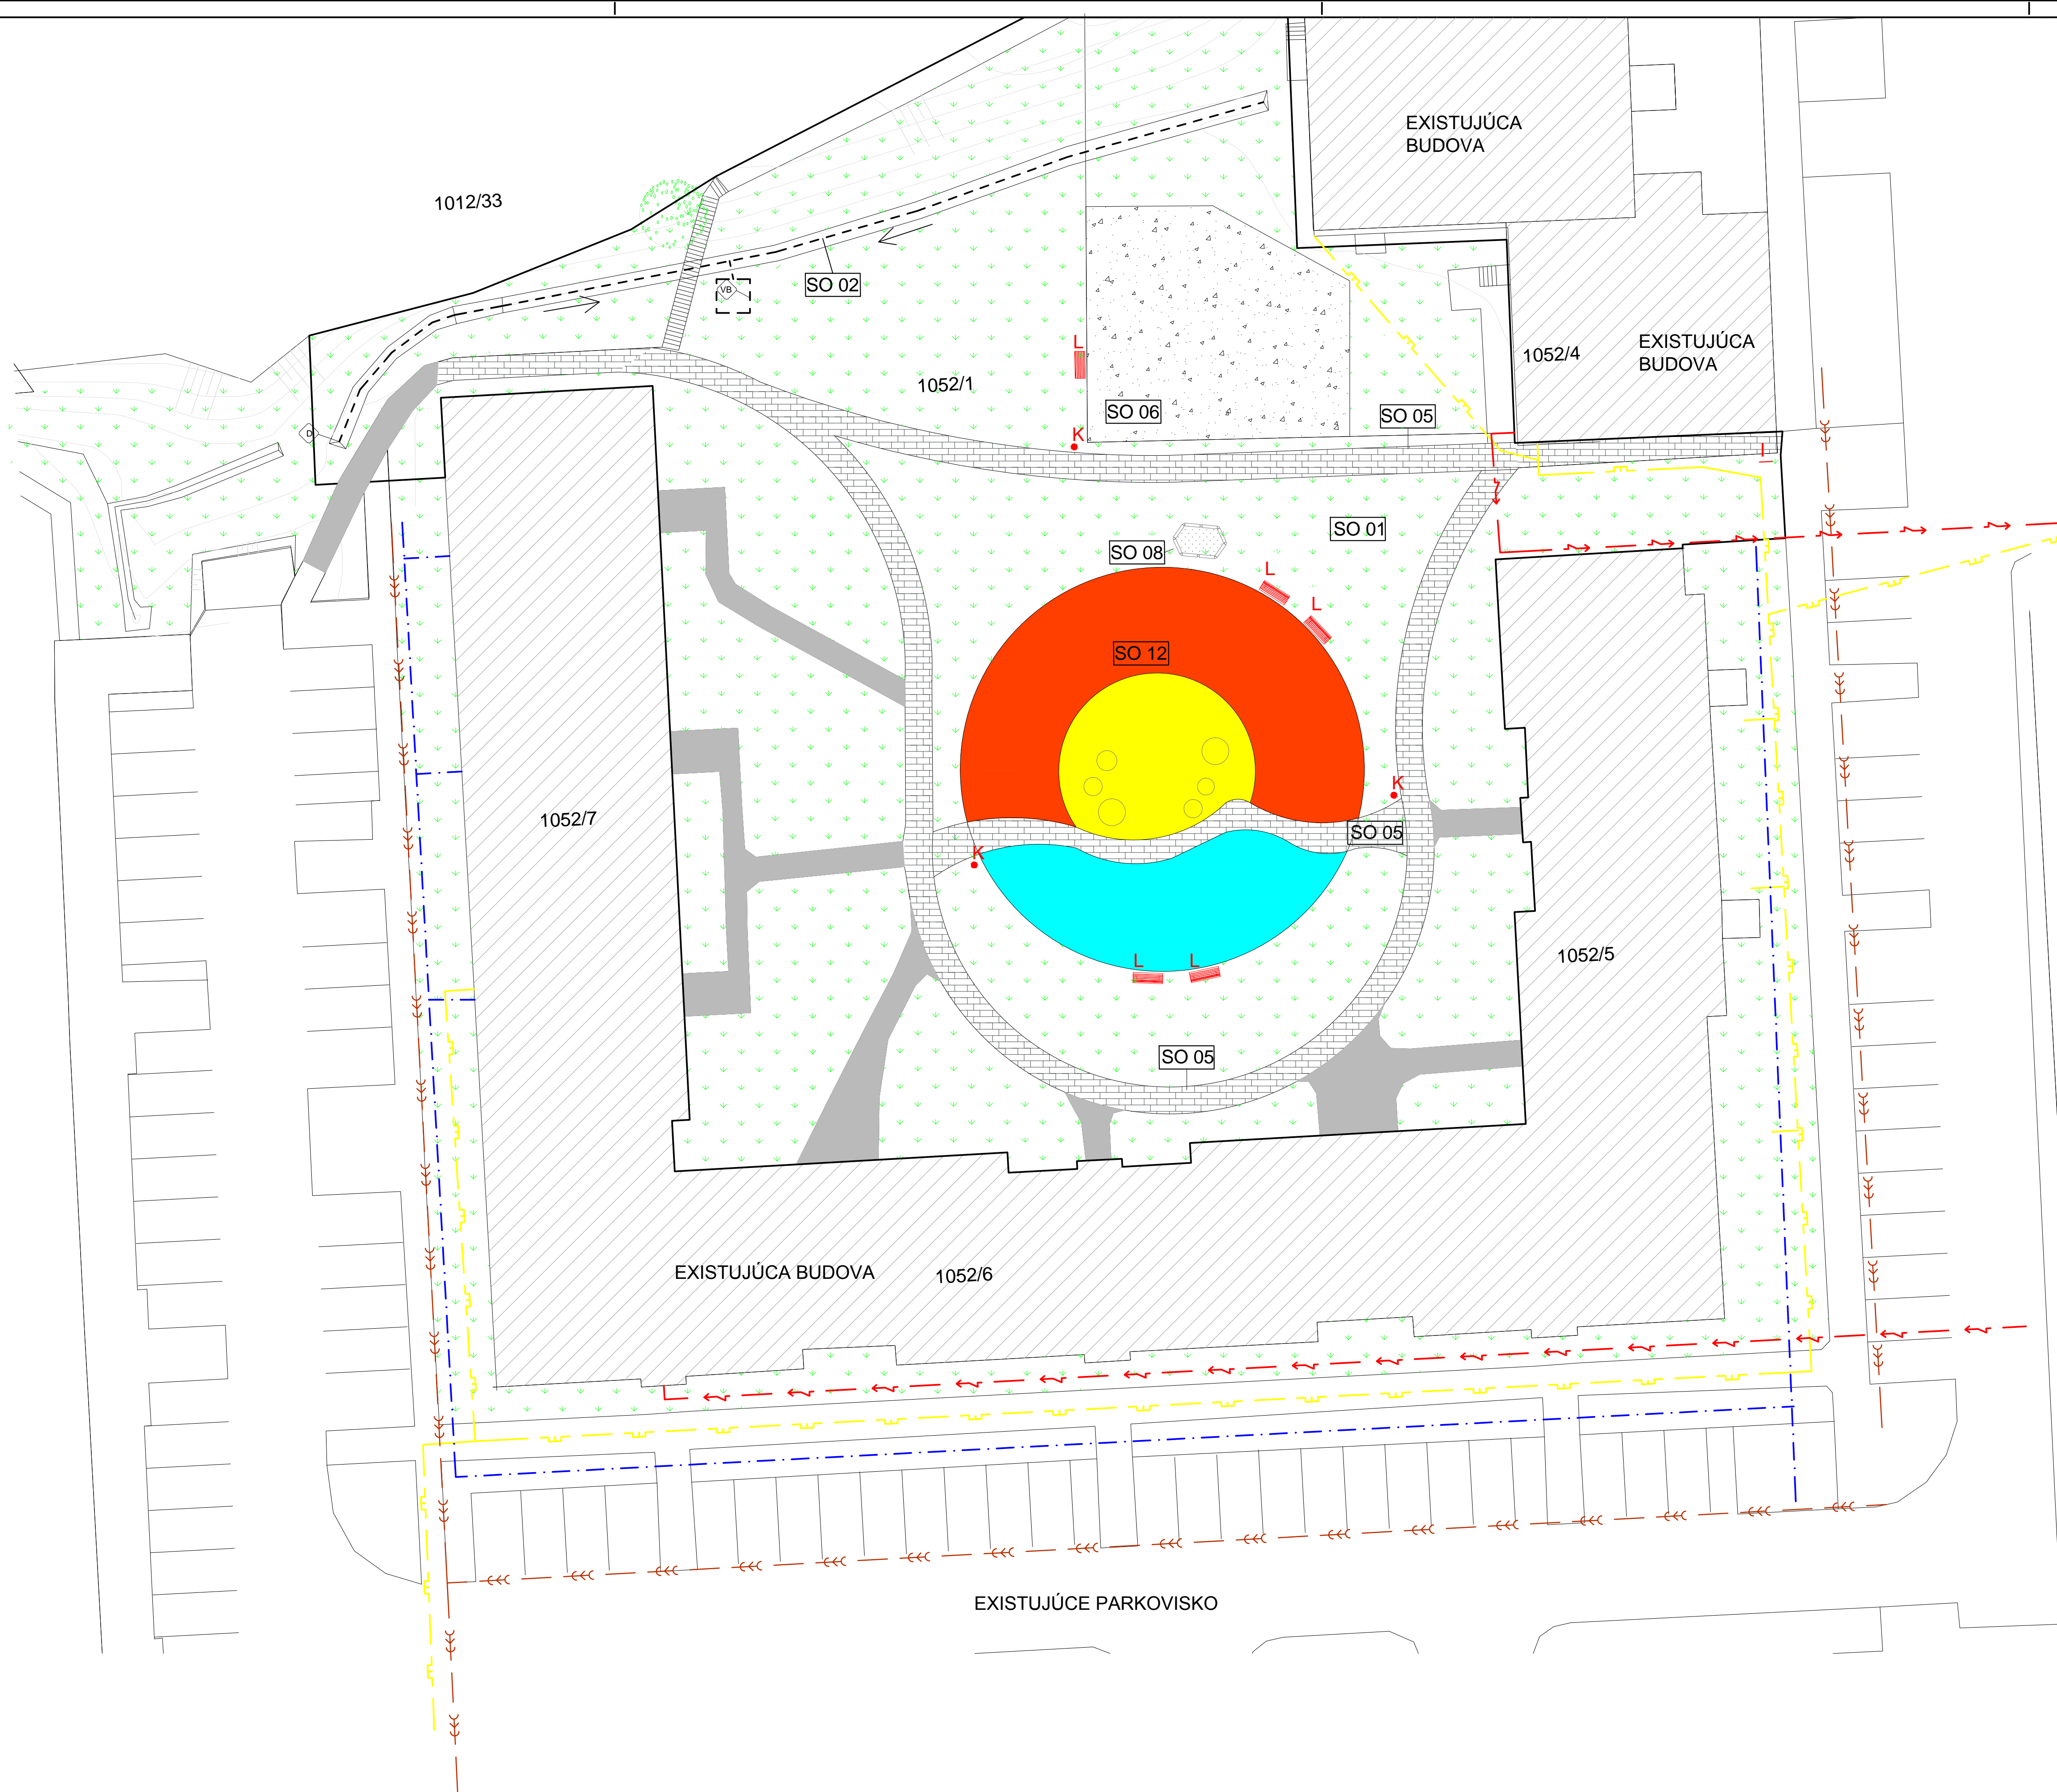 EXISTUJÚCA
BUDOVA
1012/33
SO 02
VB
EXISTUJÚCA
BUDOVA
1052/4
L
1052/1
SO 06
SO 05
K
D
SO 01
SO 08
L
L
SO 12
K
1052/7
SO 05
K
1052/5
L
L
SO 05
EXISTUJÚCA BUDOVA
1052/6
EXISTUJÚCE PARKOVISKO